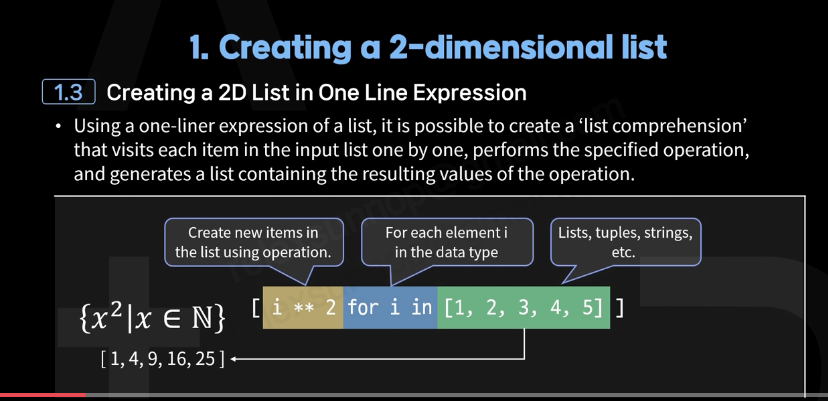 1. Creating a 2-dimensional list
1.3 Creating a 2D List in One Line Expression
• Using a one-liner expression of a list, it is possible to create a ‘list comprehension’
that visits each item in the input list one by one, performs the specified operation,
and generates a list containing the resulting values of the operation.
Create new items in
the list using operation.
For each element i
in the data type
Lists, tuples, strings,
etc.
{x²|x ∈ ℕ}
[ i ** 2 for i in [1, 2, 3, 4, 5] ]
[ 1, 4, 9, 16, 25 ]